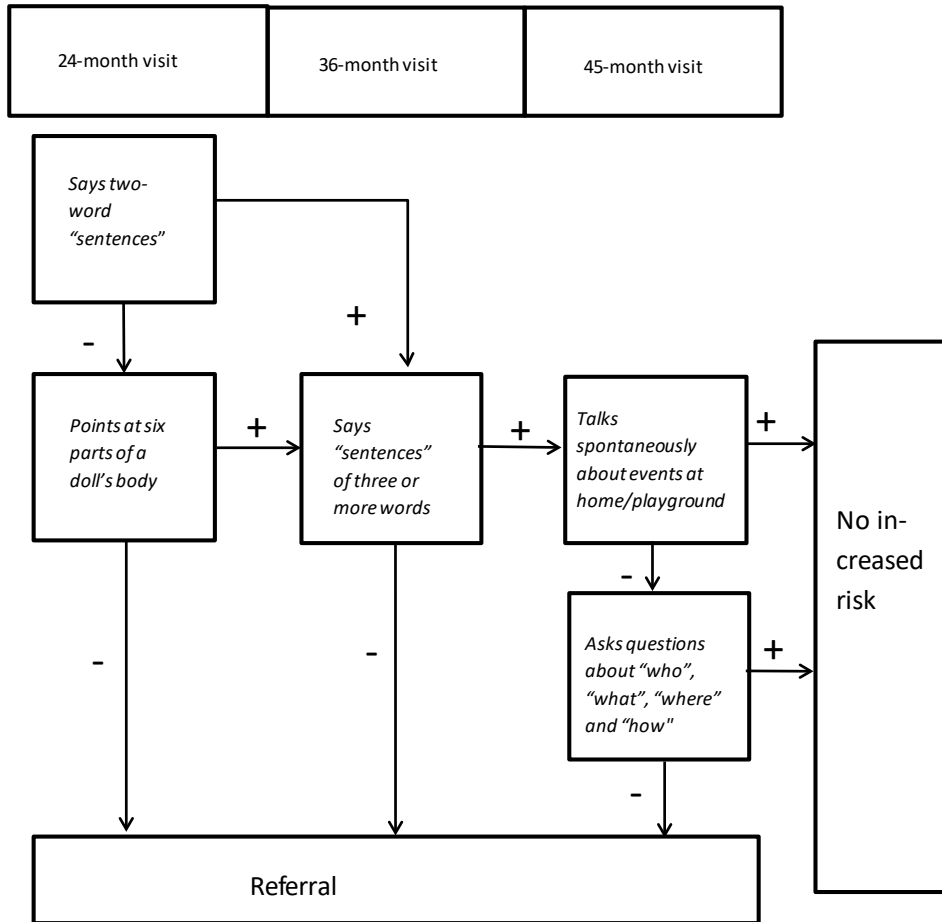 24-month visit
36-month visit
45-month visit
Says two-
word
“sentences”
+
-
Points at six
parts of a
doll’s body
+
Says
“sentences”
of three or
more words
+
Talks
spontaneously
about events at
home/playground
+
No in-
creased
risk
-
Asks questions
about “who”,
“what”, “where”
and “how"
+
-
-
-
Referral